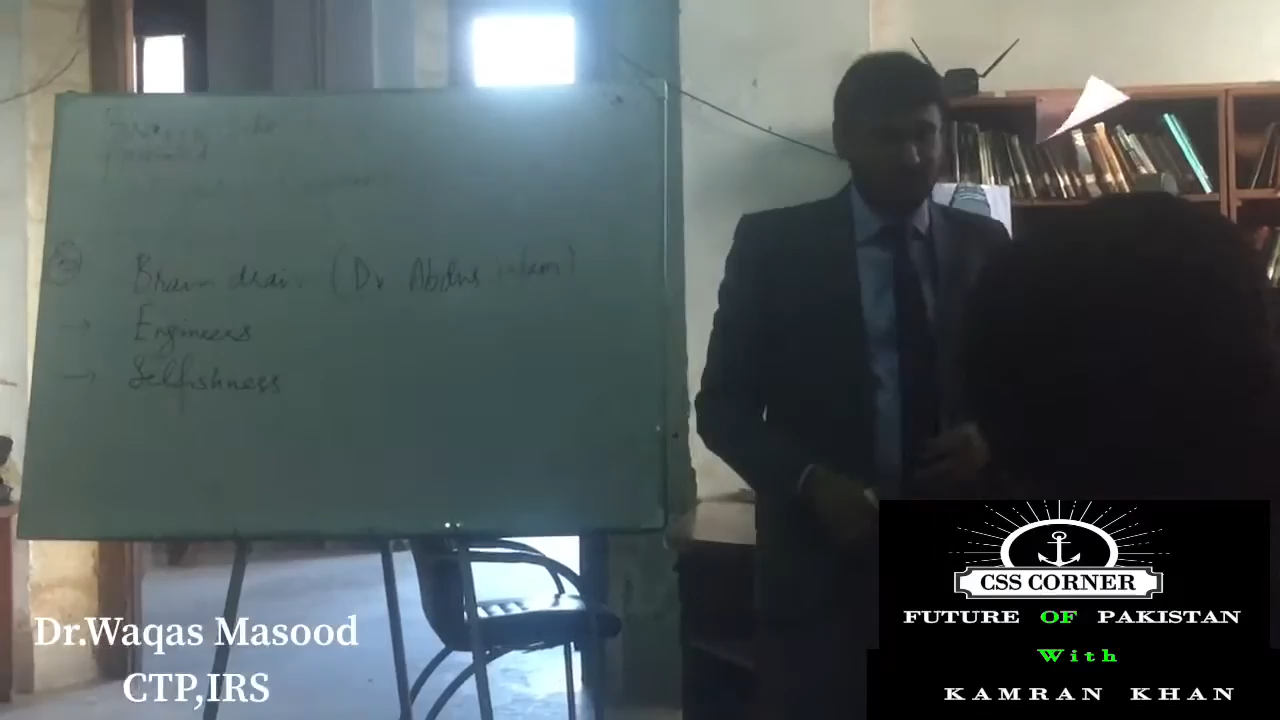 Brain drain (Dr Abdus Salam)
→ Engineers
→ Selfishness
Dr.Waqas Masood
CTP,IRS
CSS CORNER
FUTURE OF PAKISTAN
With
KAMRAN KHAN